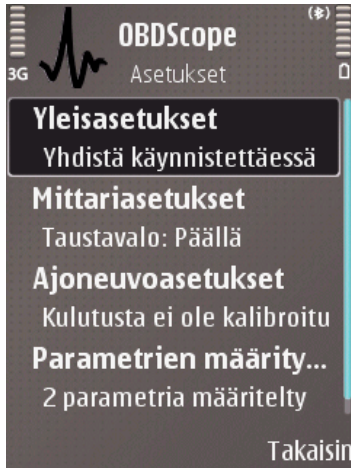 OBDScope
3G
Asetukset
Yleisasetukset
Yhdistä käynnistettäessä
Mittariasetukset
Taustavalo: Päällä
Ajoneuvoasetukset
Kulutusta ei ole kalibroitu
Parametrien määrity...
2 parametria määritelty
Takaisin